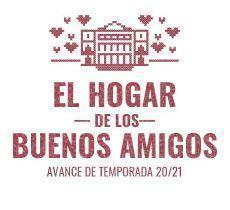 EL HOGAR
DE LOS
BUENOS AMIGOS
AVANCE DE TEMPORADA 20/21